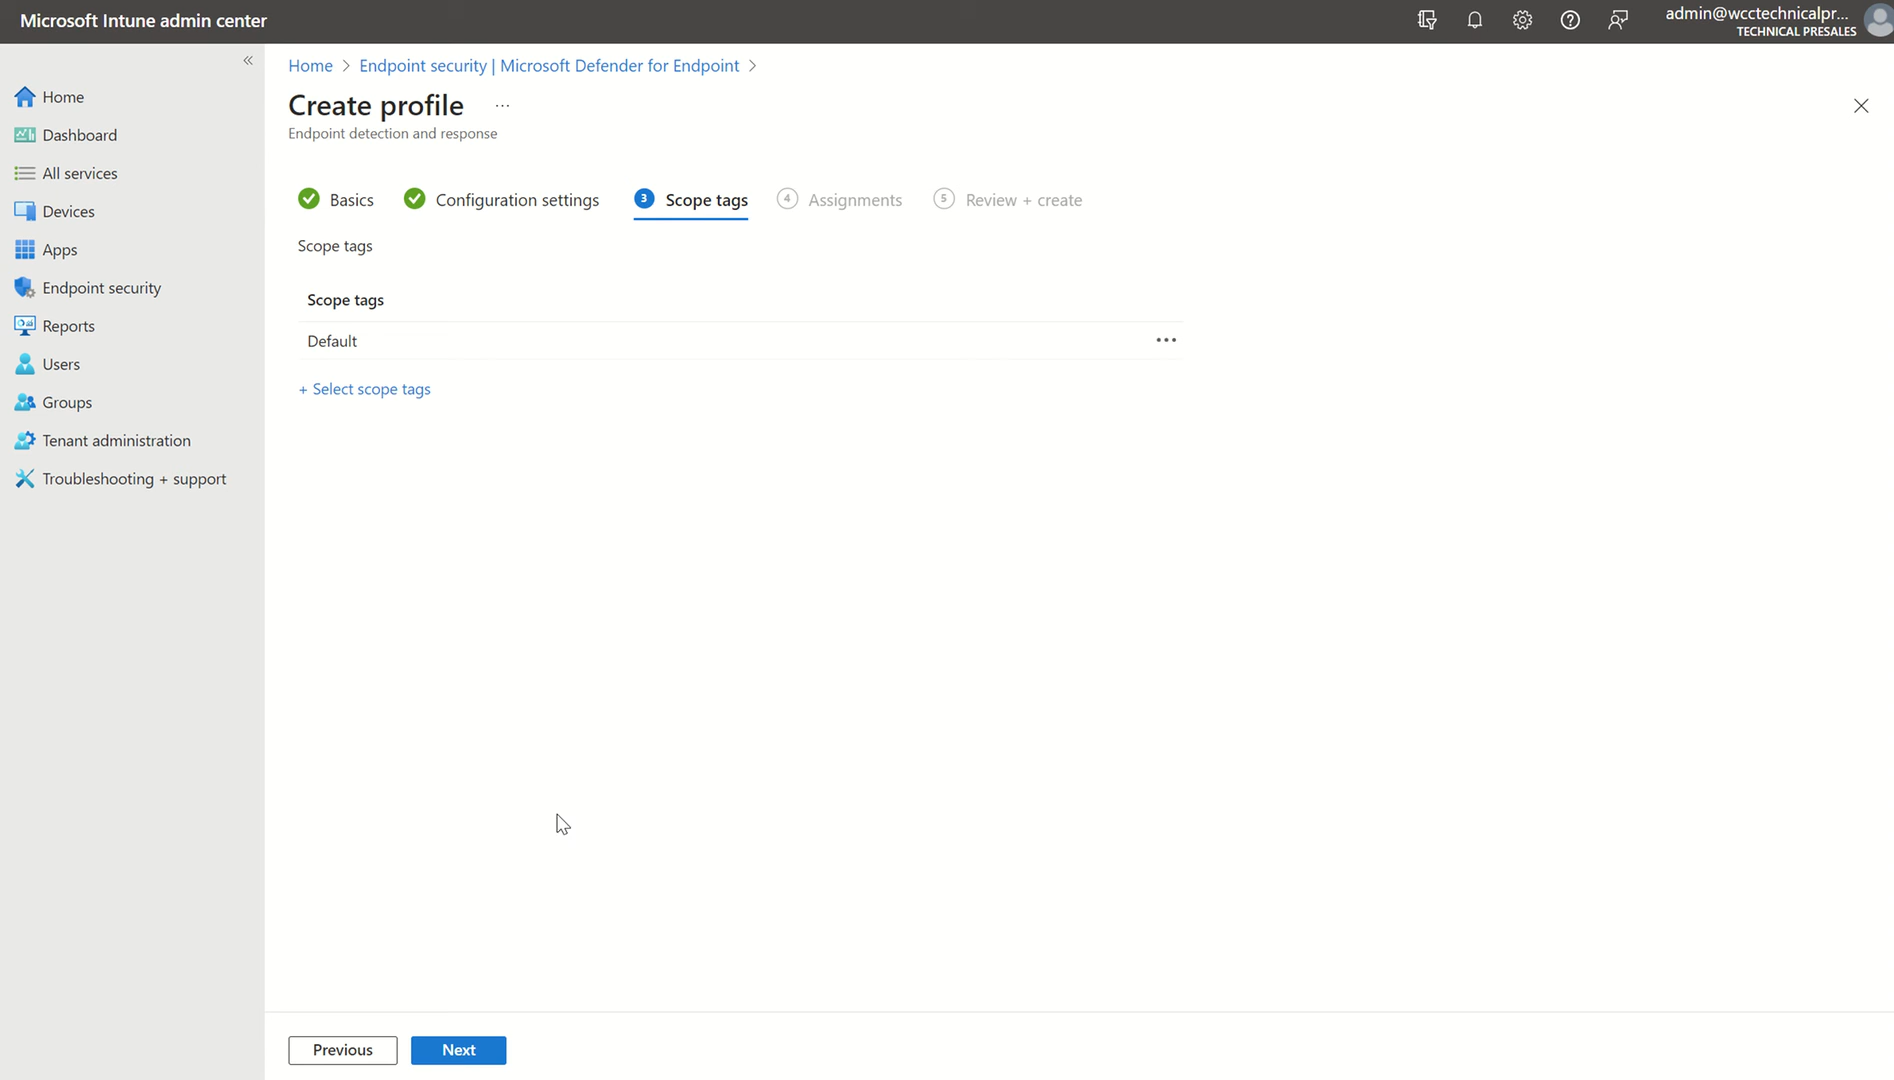 Microsoft Intune admin center
admin@wcctechnicalpr...
TECHNICAL PRESALES
«
Home
Dashboard
All services
Devices
Apps
Endpoint security
Reports
Users
Groups
Tenant administration
Troubleshooting + support
Home > Endpoint security | Microsoft Defender for Endpoint >
Create profile ...
Endpoint detection and response
Basics Configuration settings 3 Scope tags 4 Assignments 5 Review + create
Scope tags
Scope tags
Default ...
+ Select scope tags
Previous Next